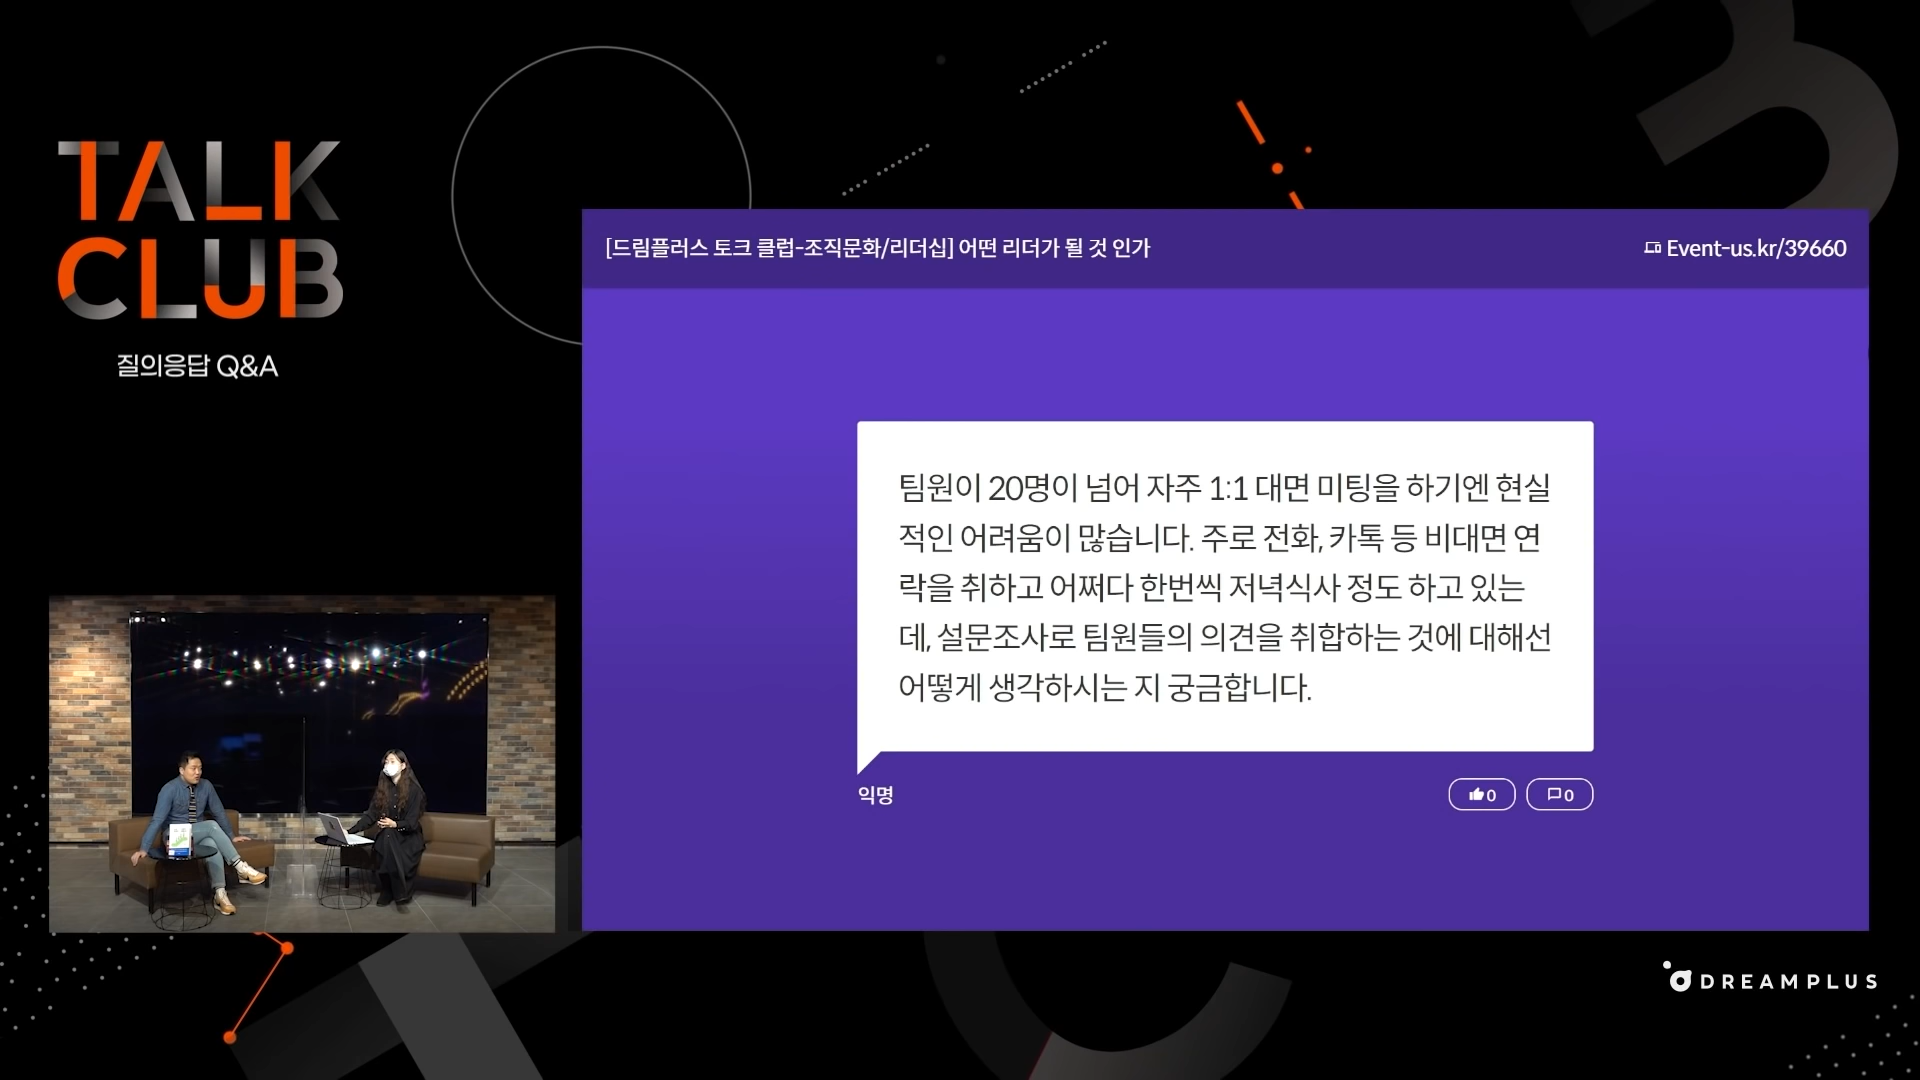 TALK
CLUB
질의응답 Q&A
[드림플러스 토크 클럽-조직문화/리더십] 어떤 리더가 될 것 인가
Event-us.kr/39660
팀원이 20명이 넘어 자주 1:1 대면 미팅을 하기엔 현실
적인 어려움이 많습니다. 주로 전화, 카톡 등 비대면 연
락을 취하고 어쩌다 한번씩 저녁식사 정도 하고 있는
데, 설문조사로 팀원들의 의견을 취합하는 것에 대해선
어떻게 생각하시는 지 궁금합니다.
익명
0
0
DREAMPLUS